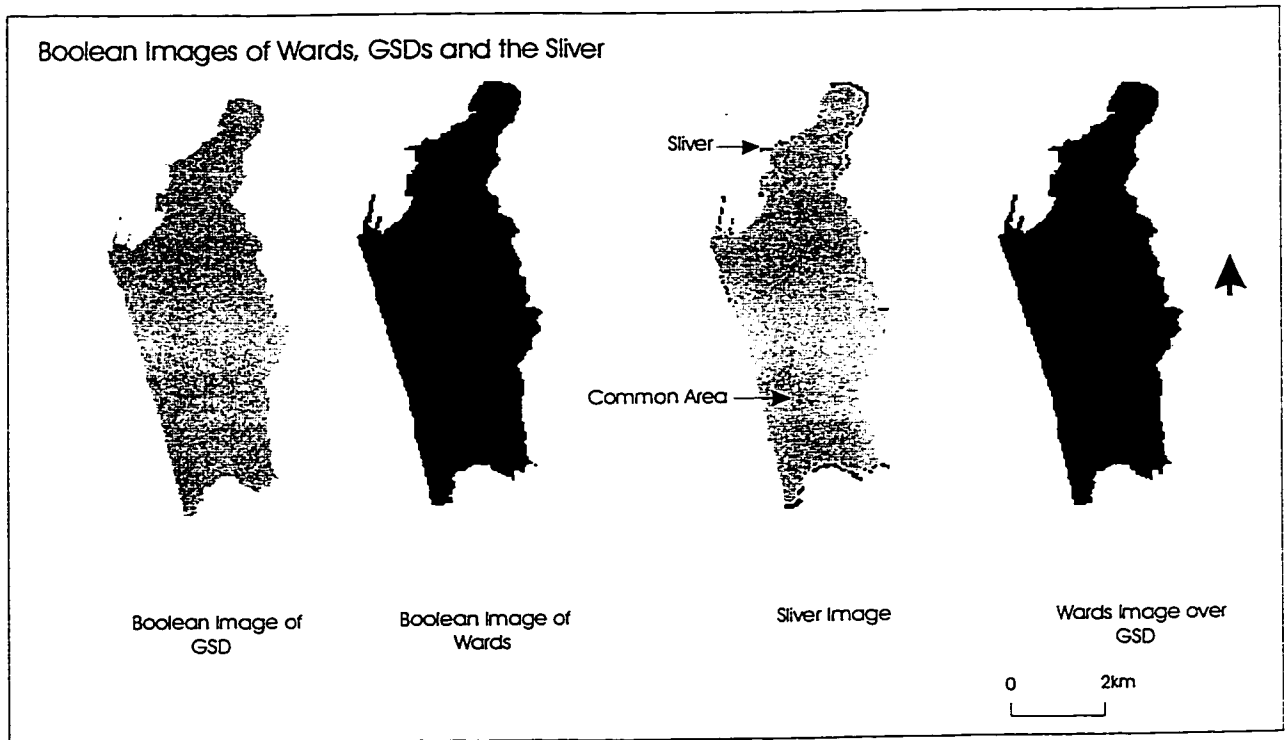 Boolean Images of Wards, GSDs and the Sliver
Sliver
Common Area
Boolean Image of
GSD
Boolean Image of
Wards
Sliver Image
Wards Image over
GSD
0 2km